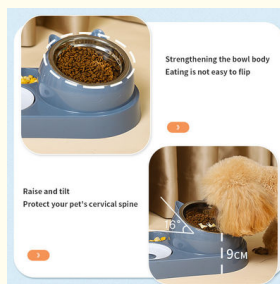 Strengthening the bowl body
Eating is not easy to flip
Raise and tilt
Protect your pet's cervical spine
9CM